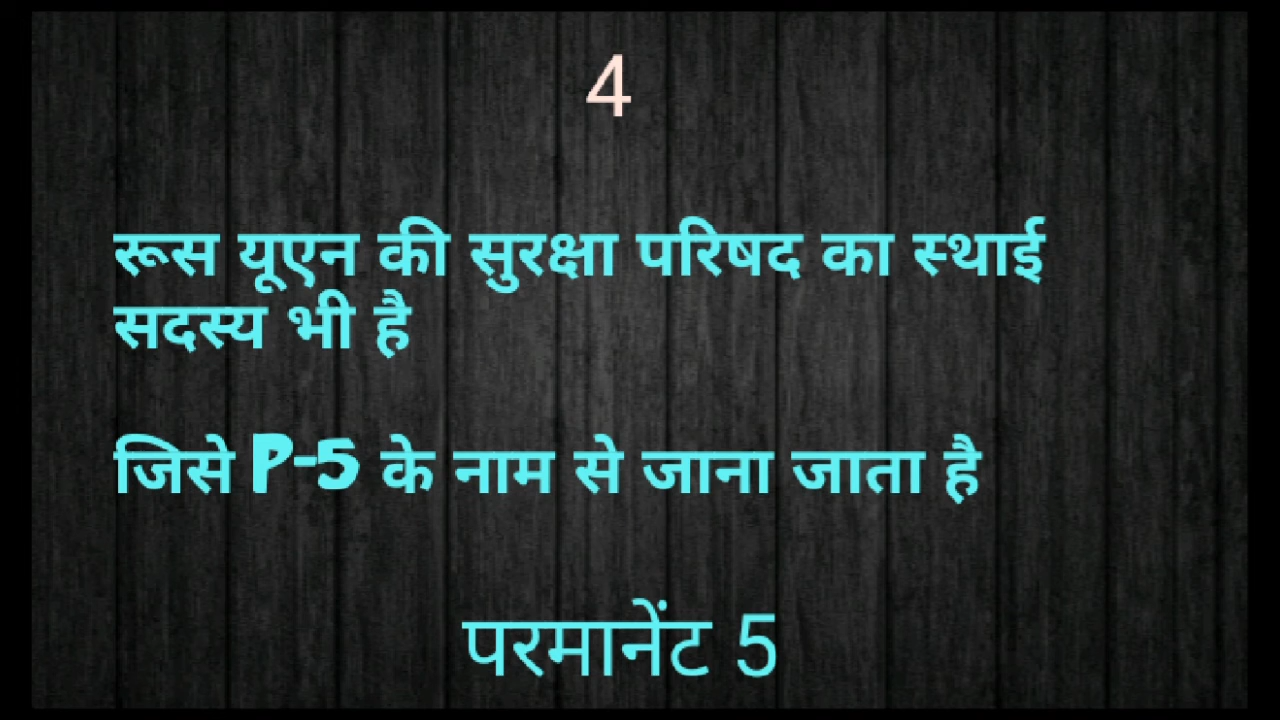 4
रूस यूएन की सुरक्षा परिषद का स्थाई
सदस्य भी है
जिसे P-5 के नाम से जाना जाता है
परमानेंट 5